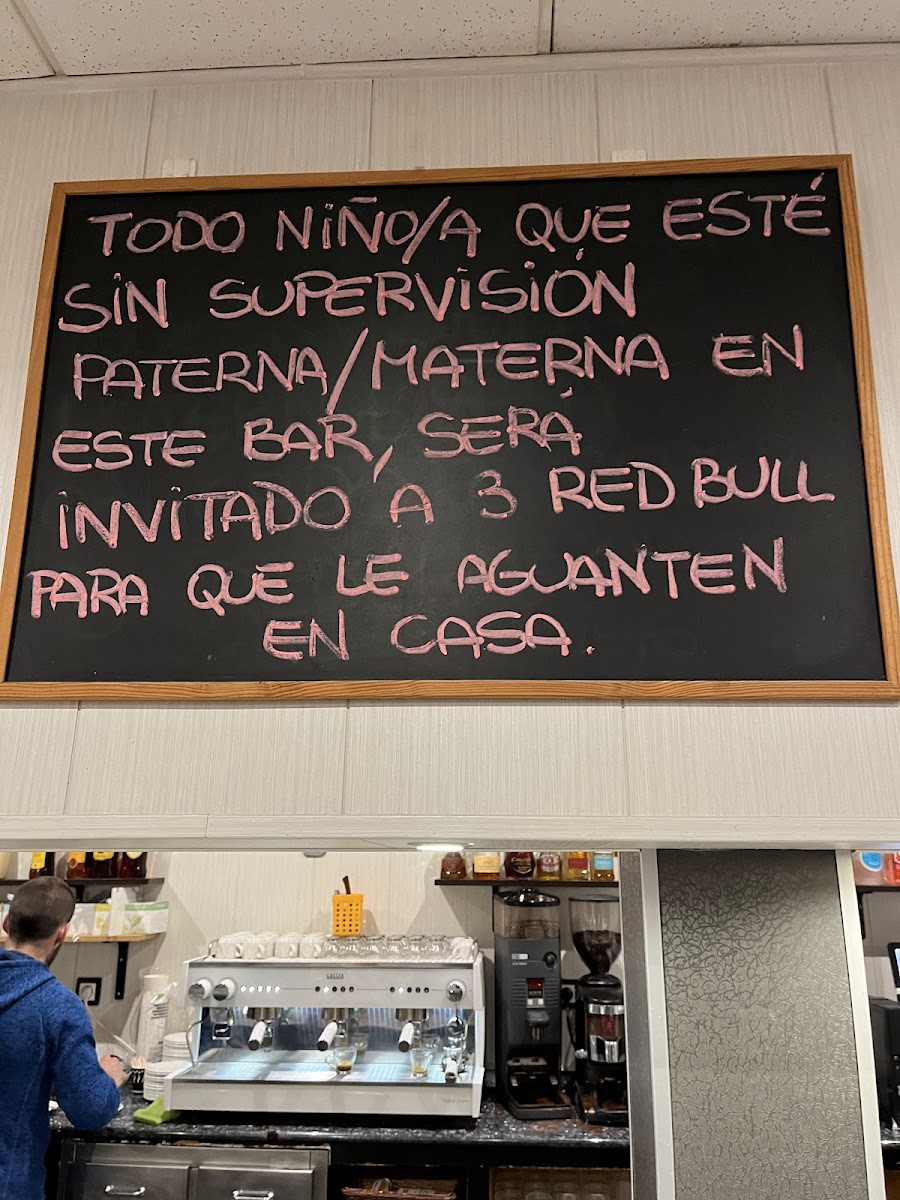 TODO NIÑO/A QUE ESTÉ
SIN SUPERVISIÓN
PATERNA/MATERNA EN
ESTE BAR, SERÁ
INVITADO A 3 RED BULL
PARA QUE LE AGUANTEN
EN CASA.
GAGGIA